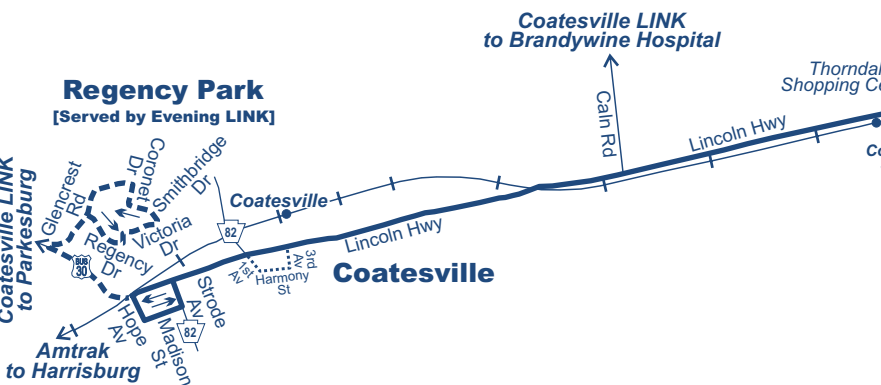 Coatesville LINK
to Brandywine Hospital
Regency Park
[Served by Evening LINK]
Caln Rd
Lincoln Hwy
Shopping
Coatesville LINK
to Parkesburg
Glencrest
Rd
Coronet
Dr
Smithbridge
Dr
Victoria
Dr
Regency
Dr
BUS
30
82
Coatesville
Lincoln Hwy
1st
Av
Harmony
St
3rd
Av
Coatesville
Strode
Av
Hope
Av
Madison
St
82
Amtrak
to Harrisburg